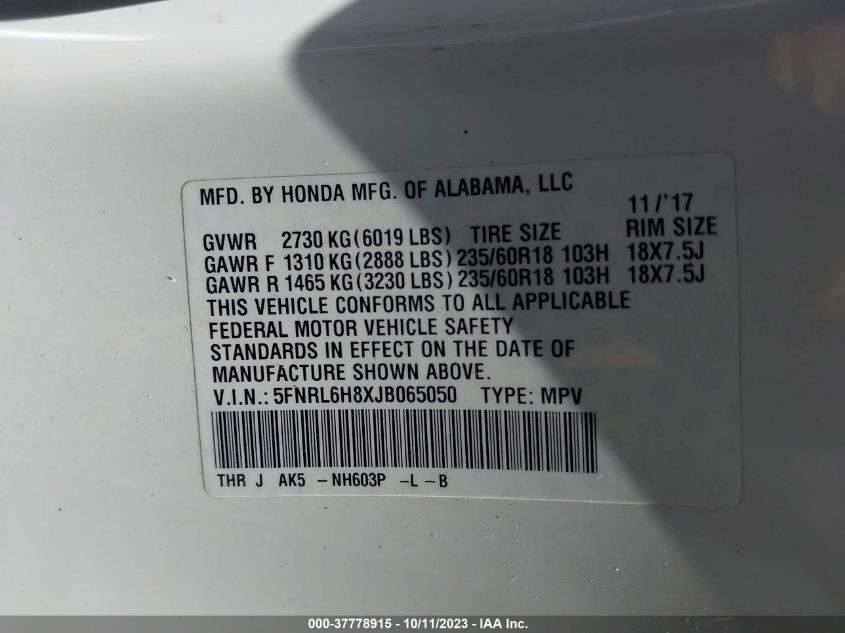 MFD. BY HONDA MFG. OF ALABAMA, LLC
11/'17
GVWR 2730 KG(6019 LBS) TIRE SIZE RIM SIZE
GAWR F 1310 KG(2888 LBS) 235/60R18 103H 18X7.5J
GAWR R 1465 KG(3230 LBS) 235/60R18 103H 18X7.5J
THIS VEHICLE CONFORMS TO ALL APPLICABLE
FEDERAL MOTOR VEHICLE SAFETY
STANDARDS IN EFFECT ON THE DATE OF
MANUFACTURE SHOWN ABOVE.
V.I.N.: 5FNRL6H8XJB065050 TYPE: MPV
THR J AK5 -NH603P -L -B
000-37778915 - 10/11/2023 - IAA Inc.